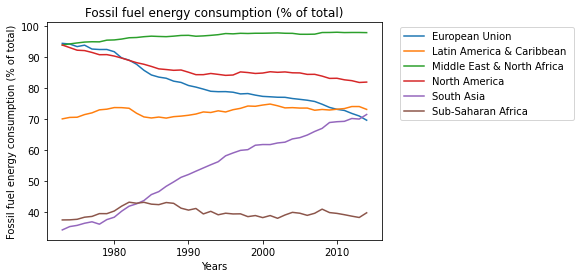 Fossil fuel energy consumption (% of total)
Fossil fuel energy consumption (% of total)
100
90
80
70
60
50
40
1980
1990
2000
2010
Years
European Union
Latin America & Caribbean
Middle East & North Africa
North America
South Asia
Sub-Saharan Africa